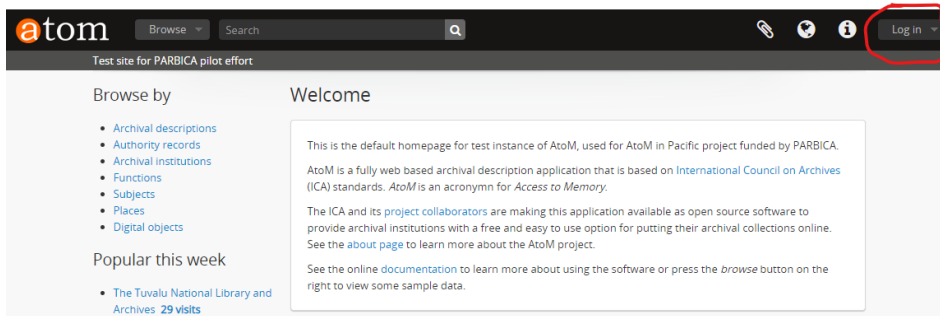 atom Browse Search Log in
Test site for PARBICA pilot effort
Browse by
Archival descriptions
Authority records
Archival institutions
Functions
Subjects
Places
Digital objects
Popular this week
The Tuvalu National Library and
Archives 29 visits
Welcome
This is the default homepage for test instance of AtoM, used for AtoM in Pacific project funded by PARBICA.
AtoM is a fully web based archival description application that is based on International Council on Archives
(ICA) standards. AtoM is an acronymn for Access to Memory.
The ICA and its project collaborators are making this application available as open source software to
provide archival institutions with a free and easy to use option for putting their archival collections online.
See the about page to learn more about the AtoM project.
See the online documentation to learn more about using the software or press the browse button on the
right to view some sample data.